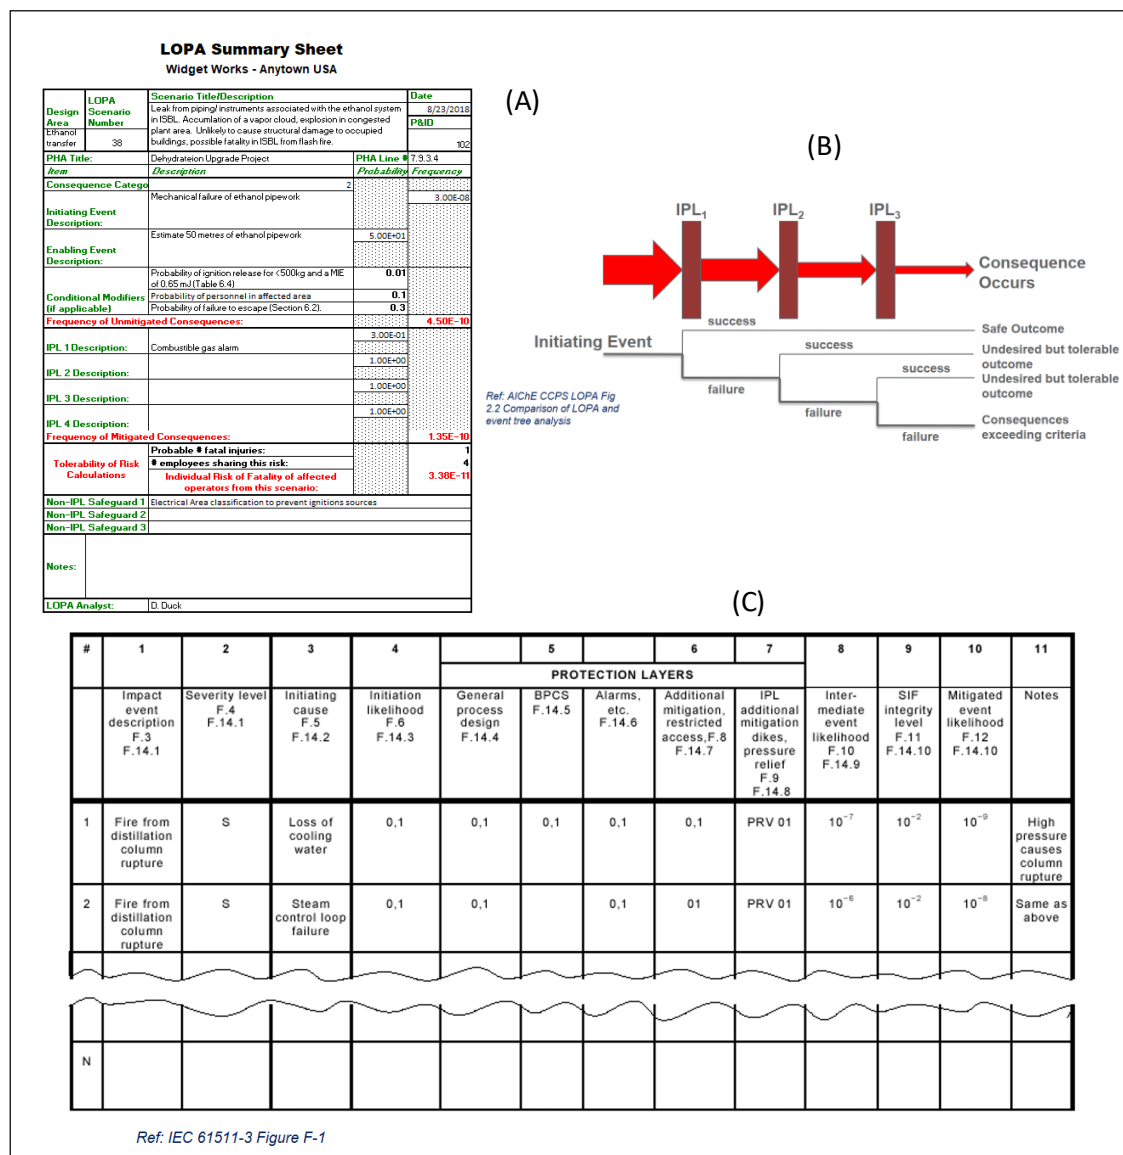 LOPA Summary Sheet
Widget Works - Anytown USA
Design Area
LOPA Scenario Number
Scenario Title/Description
Date
Leak from piping/ instruments associated with the ethanol system
in ISBL. Accumlation of a vapor cloud, explosion in congested
plant area. Unlikely to cause structural damage to occupied
buildings, possible fatality in ISBL from flash fire.
8/23/2018
P&ID
Ethanol transfer
38
102
PHA Title:
Dehydrateion Upgrade Project
PHA Line #
7.9.3.4
Item
Description
Probability
Frequency
Consequence Catego
2
Initiating Event Description:
Mechanical failure of ethanol pipework
3.00E-08
Enabling Event Description:
Estimate 50 metres of ethanol pipework
5.00E+01
Conditional Modifiers (if applicable)
Probability of ignition release for <500kg and a MIE
of 0.65 mJ (Table 6.4)
0.01
Probability of personnel in affected area
0.1
Probability of failure to escape (Section 6.2).
0.3
Frequency of Unmitigated Consequences:
4.50E-10
IPL 1 Description:
Combustible gas alarm
3.00E-01
IPL 2 Description:
1.00E+00
IPL 3 Description:
1.00E+00
IPL 4 Description:
1.00E+00
Frequency of Mitigated Consequences:
1.35E-10
Tolerability of Risk Calculations
Probable # fatal injuries:
1
# employees sharing this risk:
4
Individual Risk of Fatality of affected
operators from this scenario:
3.38E-11
Non-IPL Safeguard 1
Electrical Area classification to prevent ignitions sources
Non-IPL Safeguard 2
Non-IPL Safeguard 3
Notes:
LOPA Analyst:
D. Duck
(A)
(B)
IPL1
IPL2
IPL3
Consequence
Occurs
Initiating Event
success
Safe Outcome
success
Undesired but tolerable
outcome
success
Undesired but tolerable
outcome
failure
failure
failure
Consequences
exceeding criteria
Ref: AIChE CCPS LOPA Fig
2.2 Comparison of LOPA and
event tree analysis
(C)
# 1 2 3 4 5 6 7 8 9 10 11
PROTECTION LAYERS
Impact event description F.3 F.14.1
Severity level F.4 F.14.1
Initiating cause F.5 F.14.2
Initiation likelihood F.6 F.14.3
General process design F.14.4
BPCS F.14.5
Alarms, etc. F.14.6
Additional mitigation, restricted access,F.8 F.14.7
IPL additional mitigation dikes, pressure relief F.9 F.14.8
Inter-mediate event likelihood F.10 F.14.9
SIF integrity level F.11 F.14.10
Mitigated event likelihood F.12 F.14.10
Notes
1
Fire from distillation column rupture
S
Loss of cooling water
0,1
0,1
0,1
0,1
0,1
PRV 01
10⁻⁷
10⁻²
10⁻⁹
High pressure causes column rupture
2
Fire from distillation column rupture
S
Steam control loop failure
0,1
0,1
0,1
01
PRV 01
10⁻⁶
10⁻²
10⁻⁸
Same as above
N
Ref: IEC 61511-3 Figure F-1